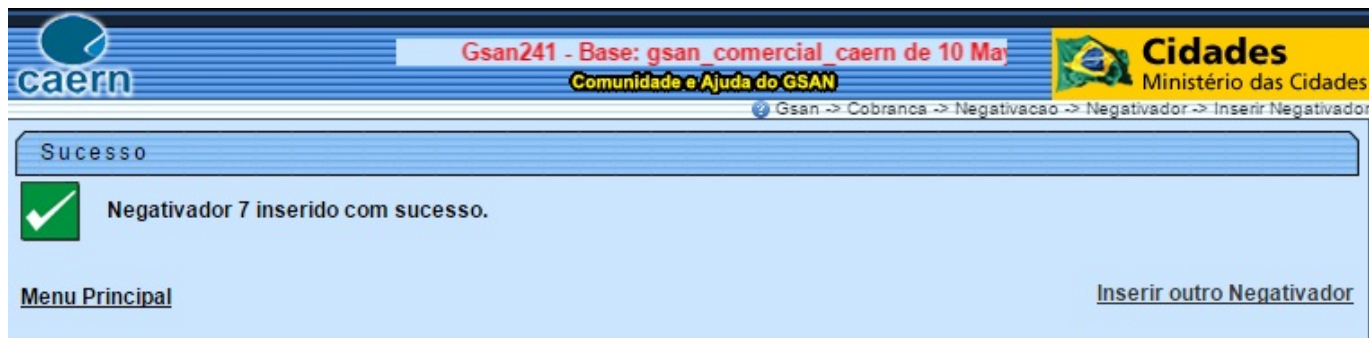 caern
Gsan241 - Base: gsan_comercial_caern de 10 May
Comunidade e Ajuda do GSAN
Cidades
Ministério das Cidades
Gsan -> Cobranca -> Negativacao -> Negativador -> Inserir Negativador
Sucesso
Negativador 7 inserido com sucesso.
Menu Principal
Inserir outro Negativador